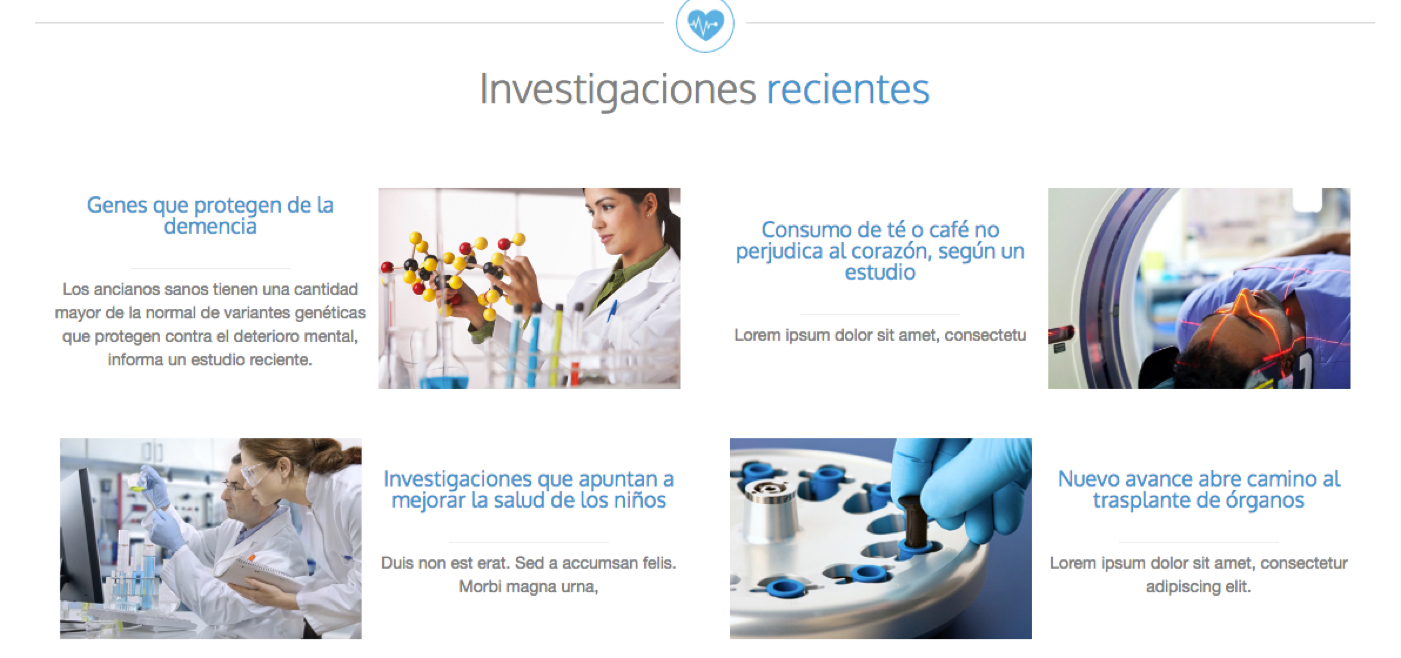 Investigaciones recientes
Genes que protegen de la
demencia
Los ancianos sanos tienen una cantidad
mayor de la normal de variantes genéticas
que protegen contra el deterioro mental,
informa un estudio reciente.
Consumo de té o café no
perjudica al corazón, según un
estudio
Lorem ipsum dolor sit amet, consectetu
Investigaciones que apuntan a
mejorar la salud de los niños
Duis non est erat. Sed a accumsan felis.
Morbi magna urna,
Nuevo avance abre camino al
trasplante de órganos
Lorem ipsum dolor sit amet, consectetur
adipiscing elit.